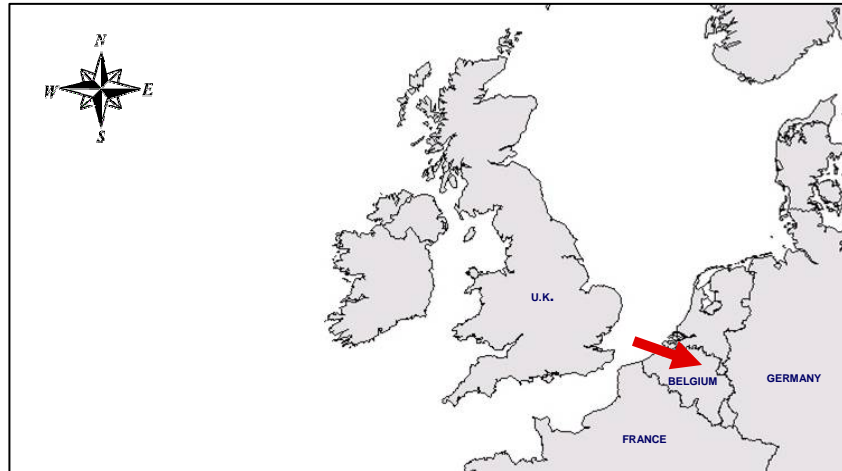 N
W E
S
U.K.
BELGIUM
GERMANY
FRANCE